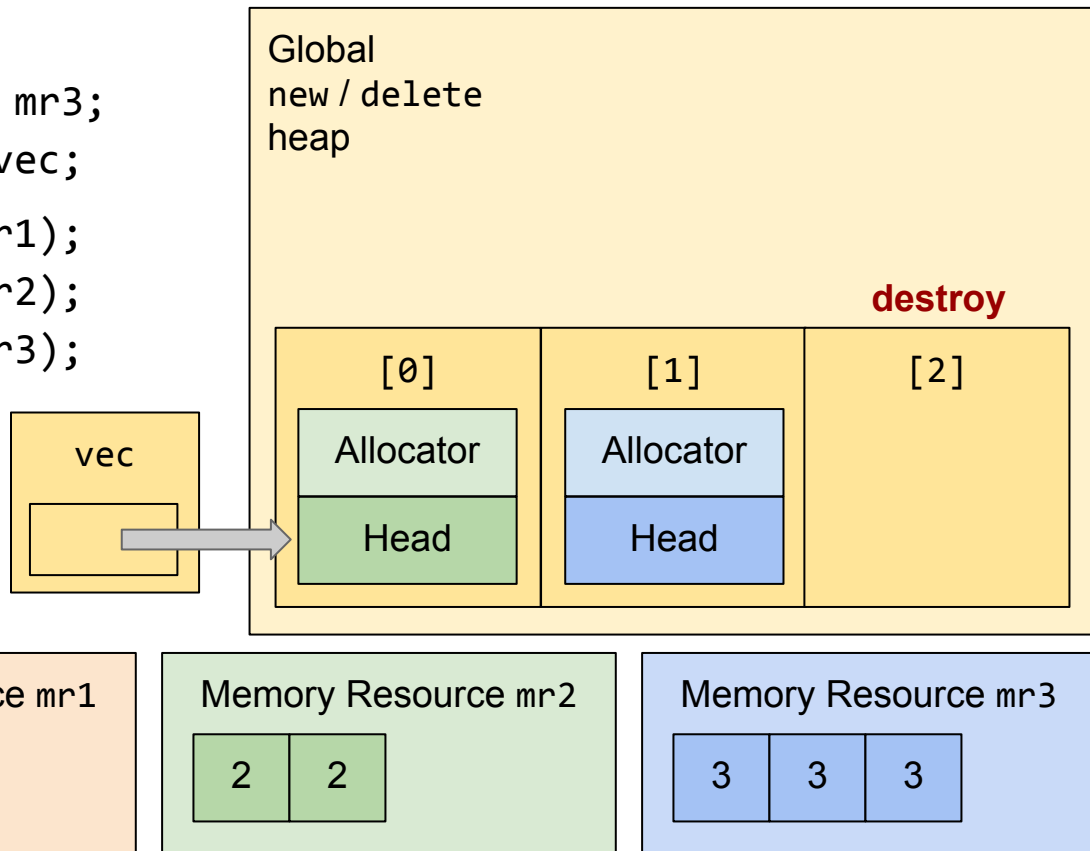 mr3;
vec;
r1);
r2);
r3);
Global
new / delete
heap
destroy
[0]
[1]
[2]
vec
Allocator
Allocator
Head
Head
ce mr1
Memory Resource mr2
Memory Resource mr3
2 2
3 3 3